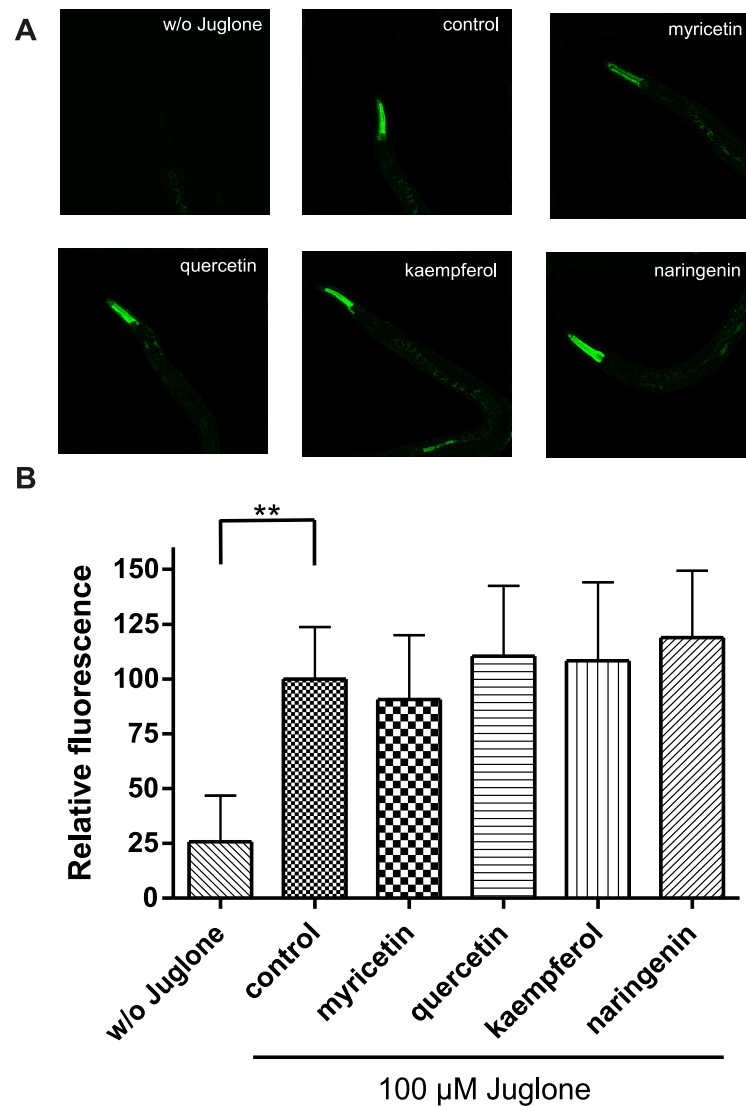 A
w/o Juglone
control
myricetin
quercetin
kaempferol
naringenin
B
**
Relative fluorescence
150
125
100
75
50
25
0
w/o Juglone
control
myricetin
quercetin
kaempferol
naringenin
100 µM Juglone